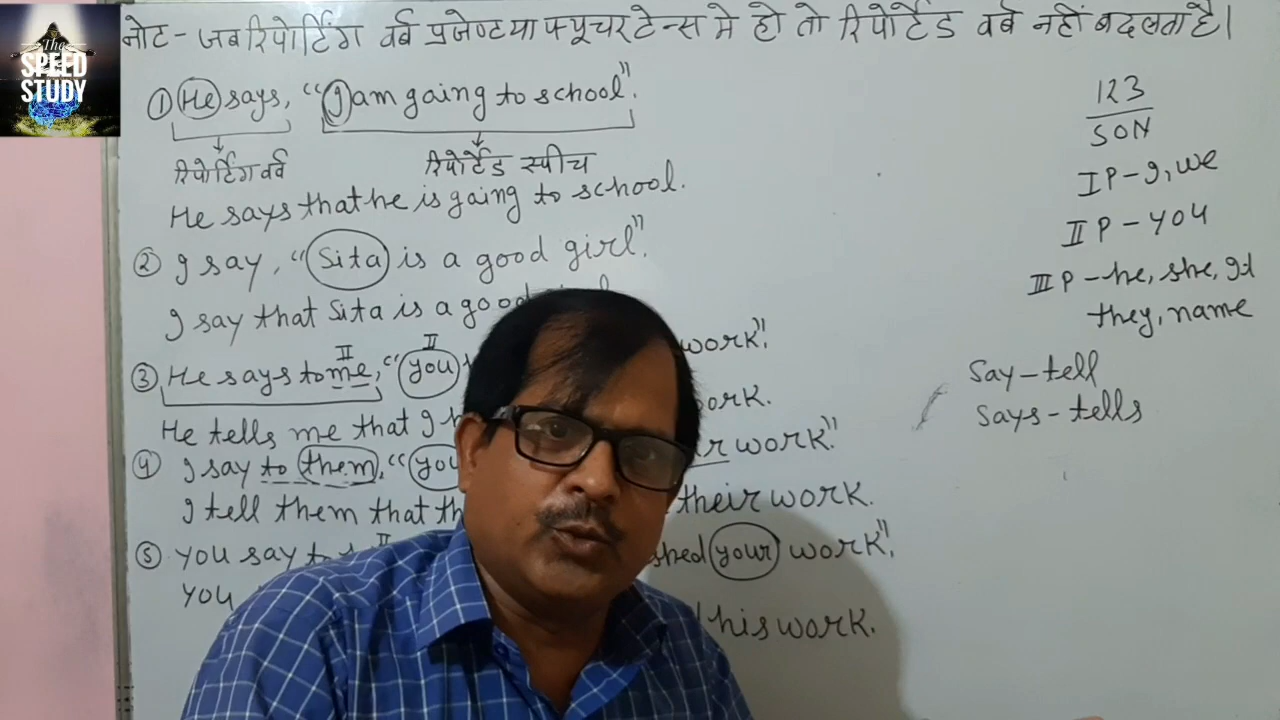 The
SPEED
STUDY
नोट - जब रिपोर्टिंग वर्ब प्रजेण्ट या फ्यूचर टेन्स मे हो तो रिपोर्टेड वर्ब नहीं बदलता है।
① He says, "I am going to school".
रिपोर्टिंग वर्ब रिपोर्टेड स्पीच
He says that he is going to school.
② I say, "Sita is a good girl".
I say that Sita is a good
II II
③ He says to me, "you work".
He tells me that I work.
④ I say to them, "you work".
I tell them that their work.
II
⑤ You say to your work",
You his work.
123
SON
I P - I, we
II P - you
III P - he, she, It
they, name
Say - tell
Says - tells